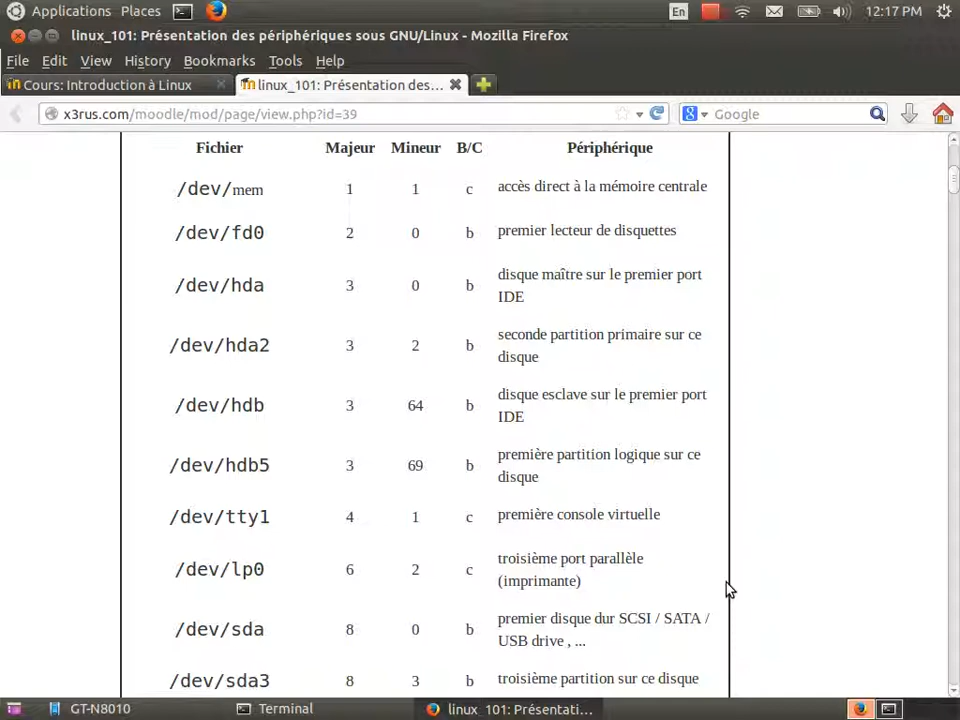 Applications Places En 12:17 PM
linux_101: Présentation des périphériques sous GNU/Linux - Mozilla Firefox
File Edit View History Bookmarks Tools Help
Cours: Introduction à Linux linux_101: Présentation des...
x3rus.com/moodle/mod/page/view.php?id=39 Google
Fichier Majeur Mineur B/C Périphérique
/dev/mem 1 1 c accès direct à la mémoire centrale
/dev/fd0 2 0 b premier lecteur de disquettes
/dev/hda 3 0 b disque maître sur le premier port
IDE
/dev/hda2 3 2 b seconde partition primaire sur ce
disque
/dev/hdb 3 64 b disque esclave sur le premier port
IDE
/dev/hdb5 3 69 b première partition logique sur ce
disque
/dev/tty1 4 1 c première console virtuelle
/dev/lp0 6 2 c troisième port parallèle
(imprimante)
/dev/sda 8 0 b premier disque dur SCSI / SATA /
USB drive , ...
/dev/sda3 8 3 b troisième partition sur ce disque
GT-N8010 Terminal linux_101: Présentati...